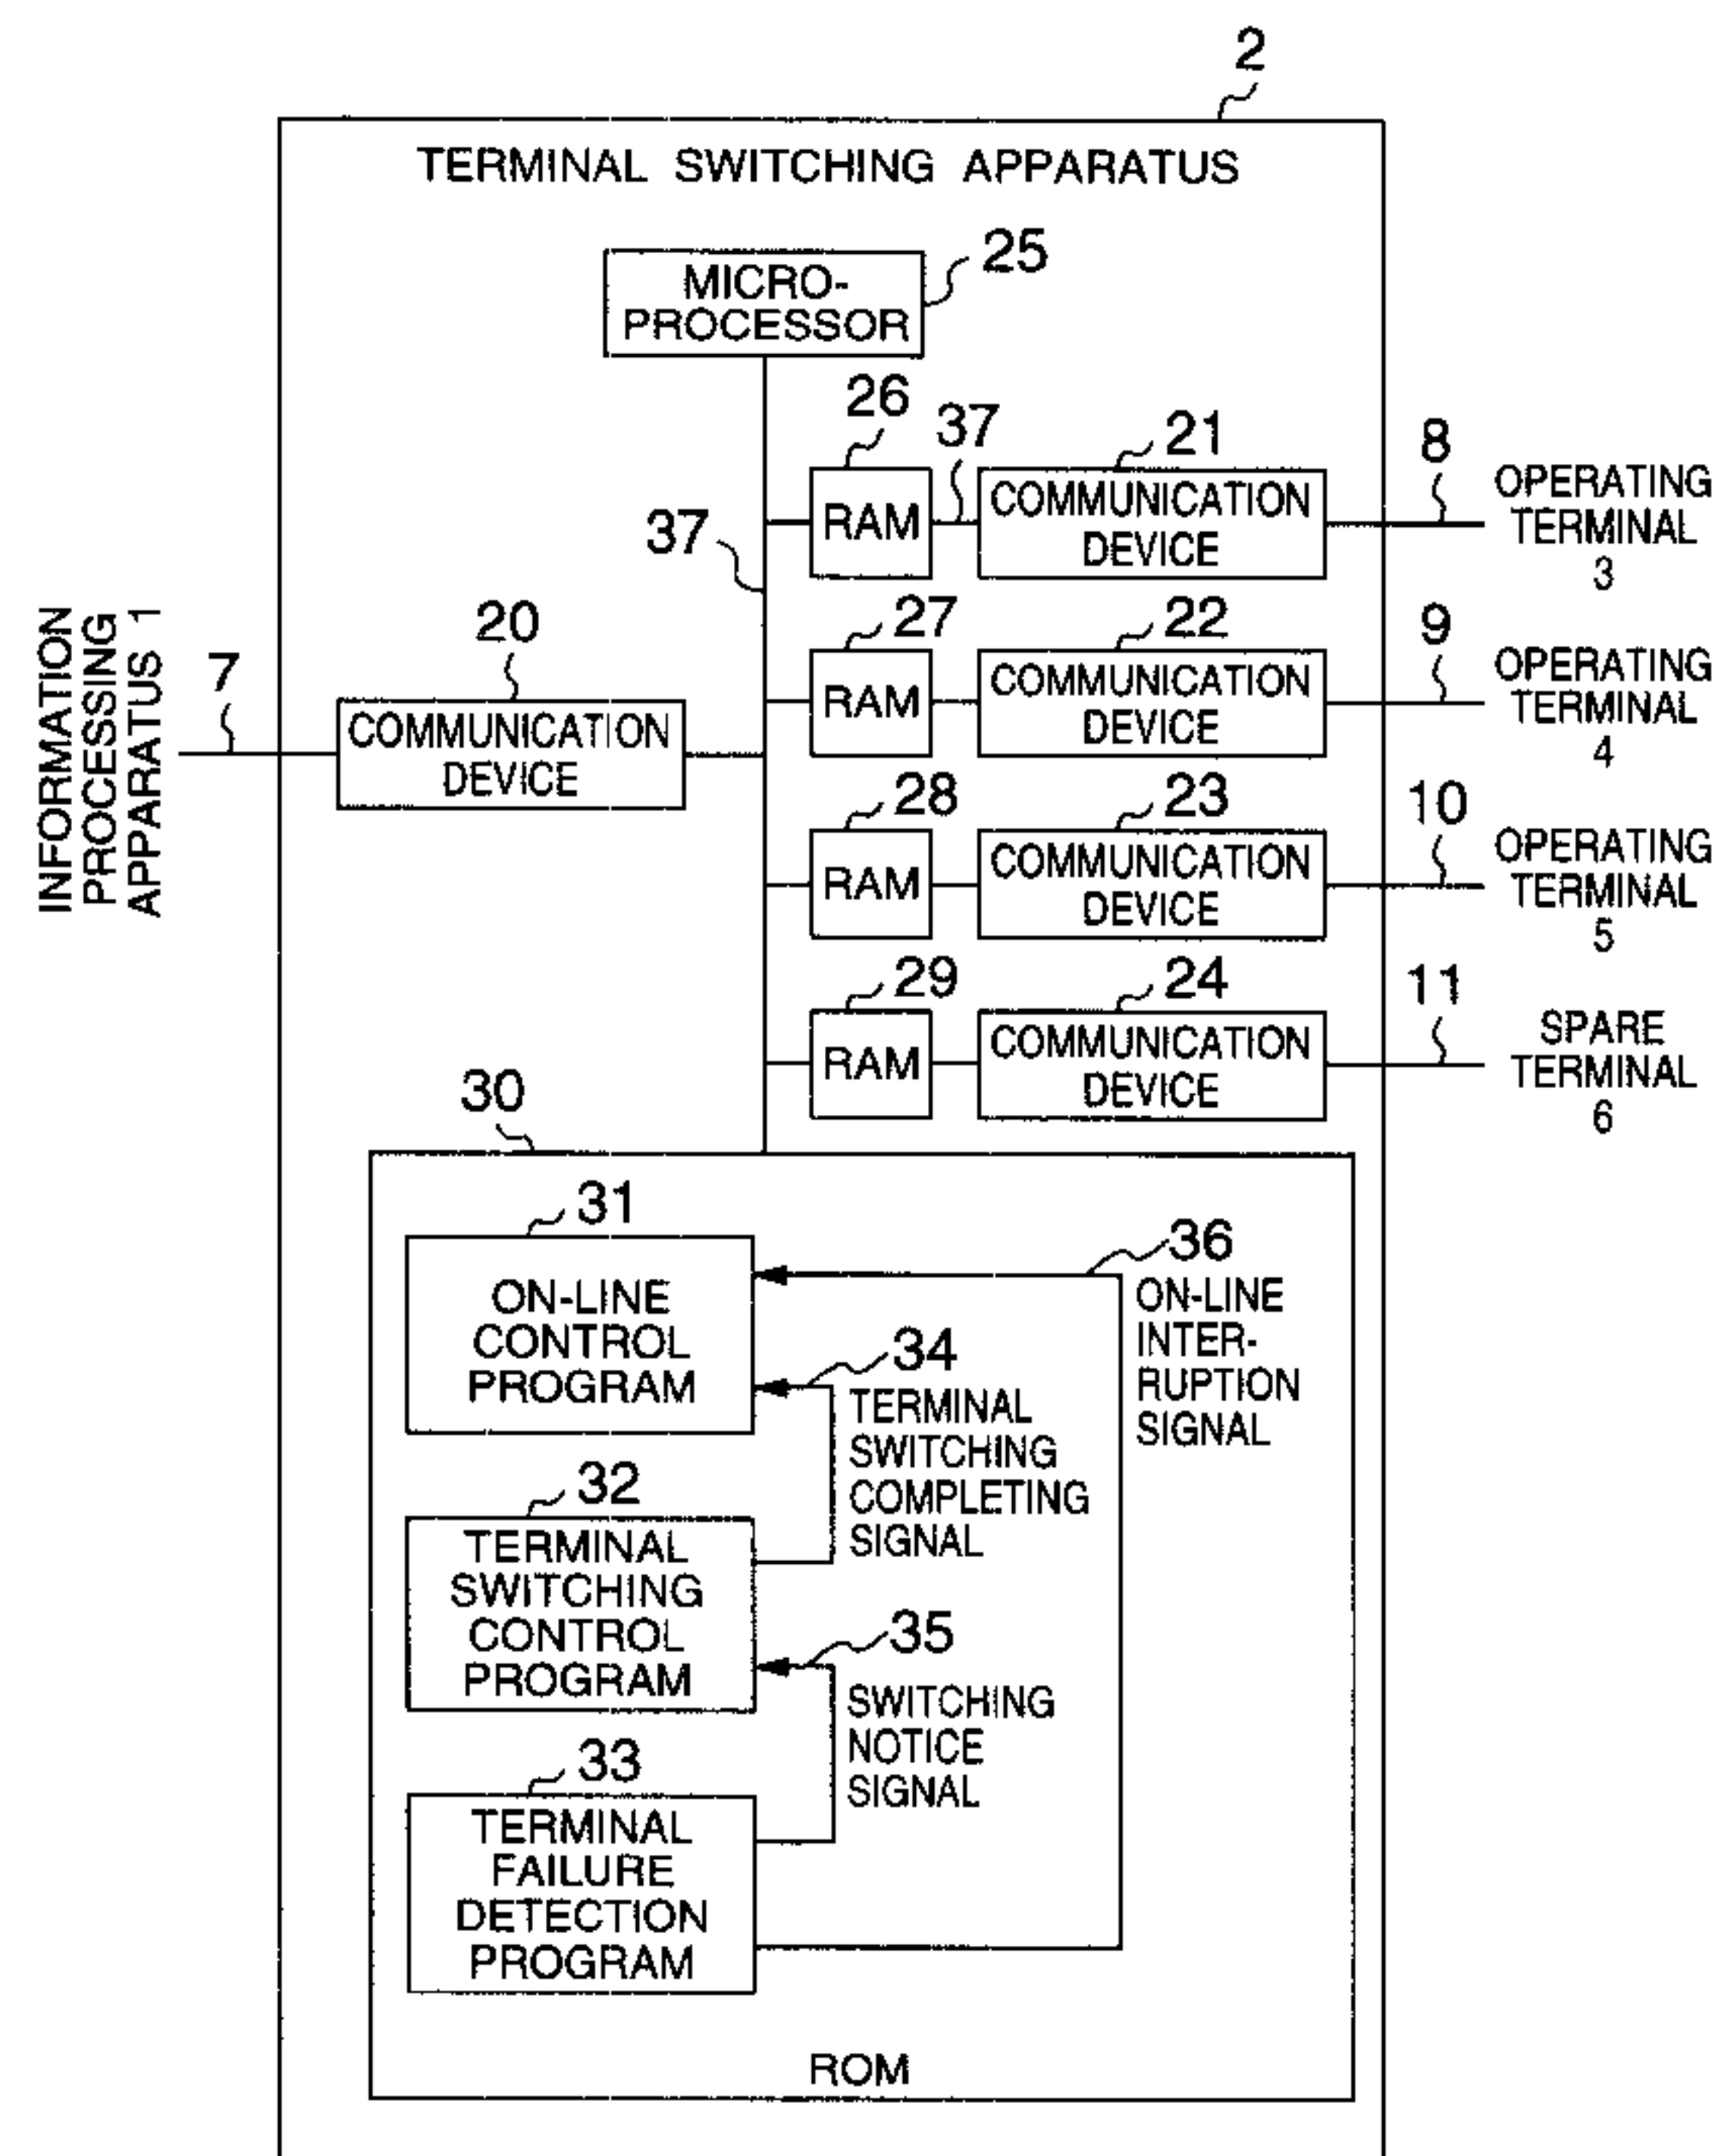 2
TERMINAL SWITCHING APPARATUS
25
MICRO-
PROCESSOR
26
37
21
8
RAM
COMMUNICATION
DEVICE
OPERATING
TERMINAL
3
37
27
22
9
RAM
COMMUNICATION
DEVICE
OPERATING
TERMINAL
4
INFORMATION
PROCESSING
APPARATUS 1
7
20
COMMUNICATION
DEVICE
28
23
10
RAM
COMMUNICATION
DEVICE
OPERATING
TERMINAL
5
29
24
11
RAM
COMMUNICATION
DEVICE
SPARE
TERMINAL
6
30
31
ON-LINE
CONTROL
PROGRAM
36
ON-LINE
INTER-
RUPTION
SIGNAL
34
TERMINAL
SWITCHING
COMPLETING
SIGNAL
32
TERMINAL
SWITCHING
CONTROL
PROGRAM
35
SWITCHING
NOTICE
SIGNAL
33
TERMINAL
FAILURE
DETECTION
PROGRAM
ROM